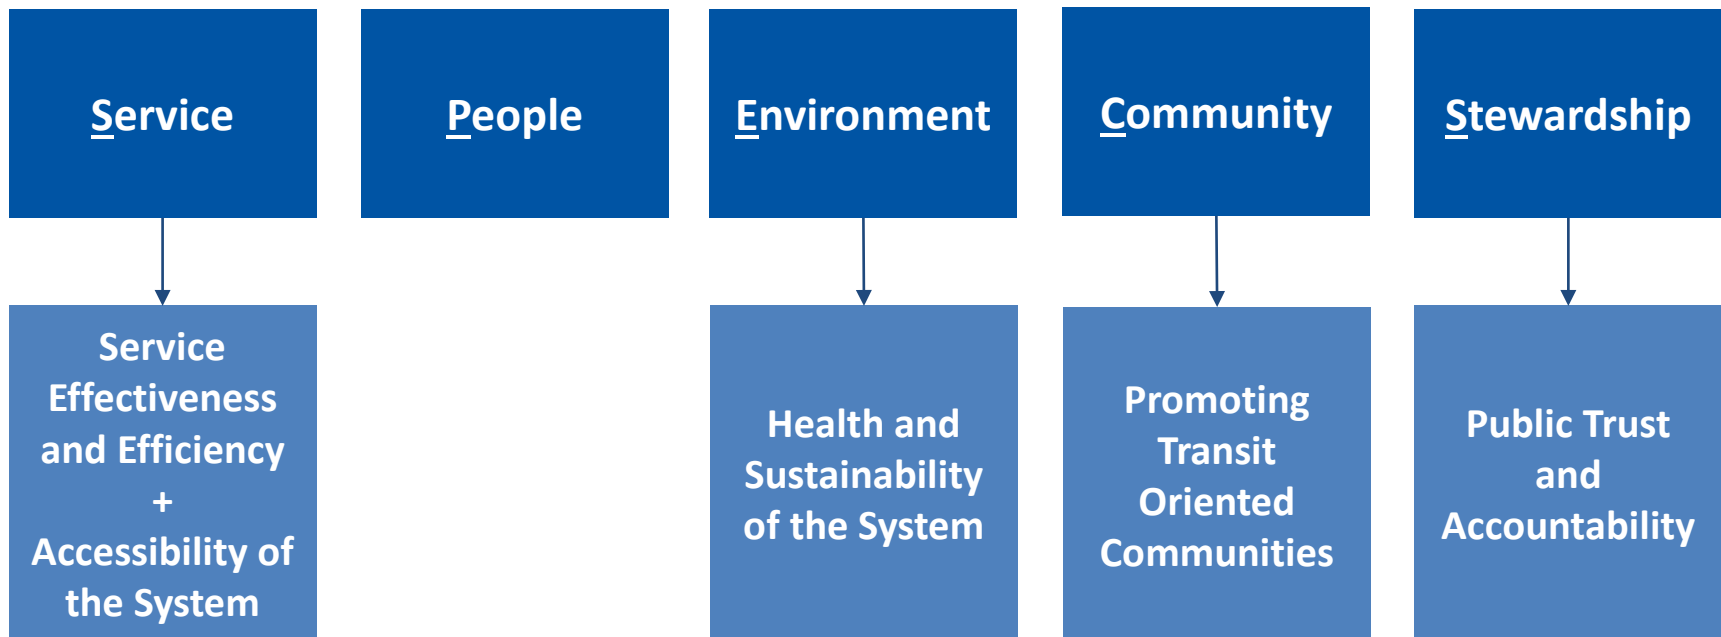 Service
People
Environment
Community
Stewardship
Service
Effectiveness
and Efficiency
+
Accessibility of
the System
Health and
Sustainability
of the System
Promoting
Transit
Oriented
Communities
Public Trust
and
Accountability